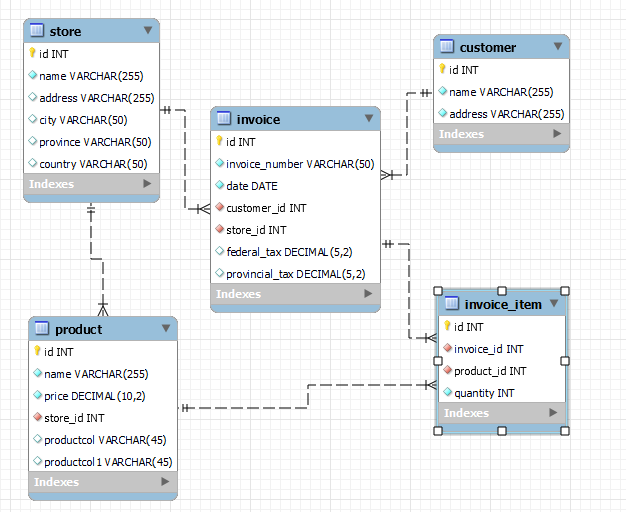 store
id INT
name VARCHAR(255)
address VARCHAR(255)
city VARCHAR(50)
province VARCHAR(50)
country VARCHAR(50)
Indexes
customer
id INT
name VARCHAR(255)
address VARCHAR(255)
Indexes
invoice
id INT
invoice_number VARCHAR(50)
date DATE
customer_id INT
store_id INT
federal_tax DECIMAL(5,2)
provincial_tax DECIMAL(5,2)
Indexes
product
id INT
name VARCHAR(255)
price DECIMAL(10,2)
store_id INT
productcol VARCHAR(45)
productcol1 VARCHAR(45)
Indexes
invoice_item
id INT
invoice_id INT
product_id INT
quantity INT
Indexes